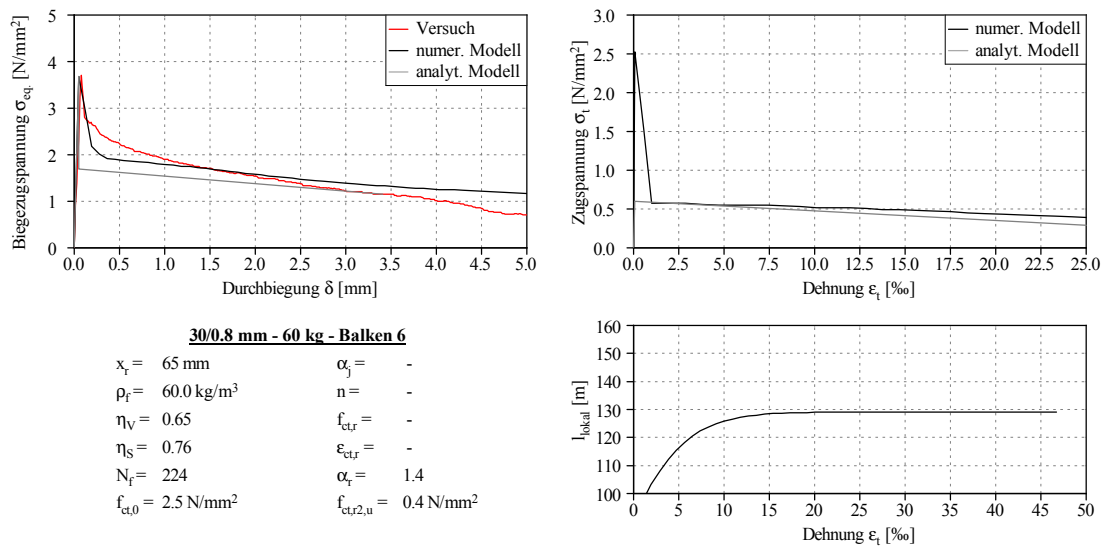 Biegezugspannung σeq. [N/mm²]
5
4
3
2
1
0
Versuch
numer. Modell
analyt. Modell
0.0 0.5 1.0 1.5 2.0 2.5 3.0 3.5 4.0 4.5 5.0
Durchbiegung δ [mm]
Zugspannung σt [N/mm²]
3.0
2.5
2.0
1.5
1.0
0.5
0.0
numer. Modell
analyt. Modell
0.0 2.5 5.0 7.5 10.0 12.5 15.0 17.5 20.0 22.5 25.0
Dehnung εt [‰]
30/0.8 mm - 60 kg - Balken 6
xr = 65 mm αj = -
ρf = 60.0 kg/m³ n = -
ηV = 0.65 fct,r = -
ηS = 0.76 εct,r = -
Nf = 224 αr = 1.4
fct,0 = 2.5 N/mm² fct,r2,u = 0.4 N/mm²
llokal [m]
160
150
140
130
120
110
100
0 5 10 15 20 25 30 35 40 45 50
Dehnung εt [‰]